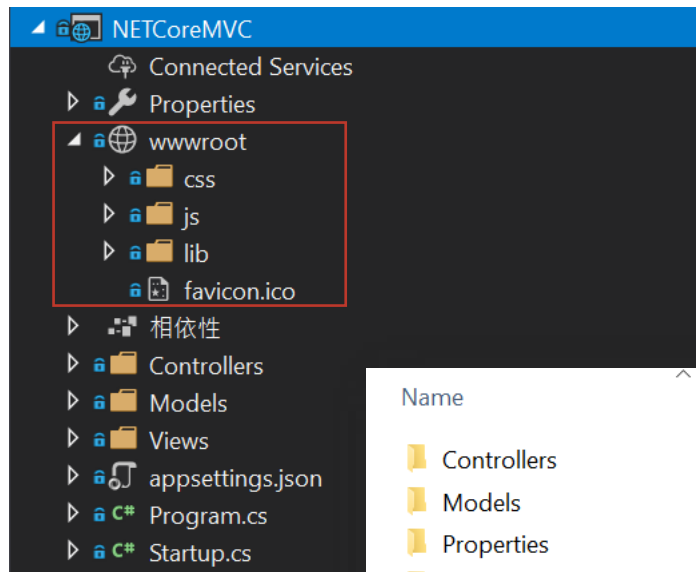 NETCoreMVC
Connected Services
Properties
wwwroot
css
js
lib
favicon.ico
相依性
Controllers
Models
Views
appsettings.json
C# Program.cs
C# Startup.cs
Name
Controllers
Models
Properties